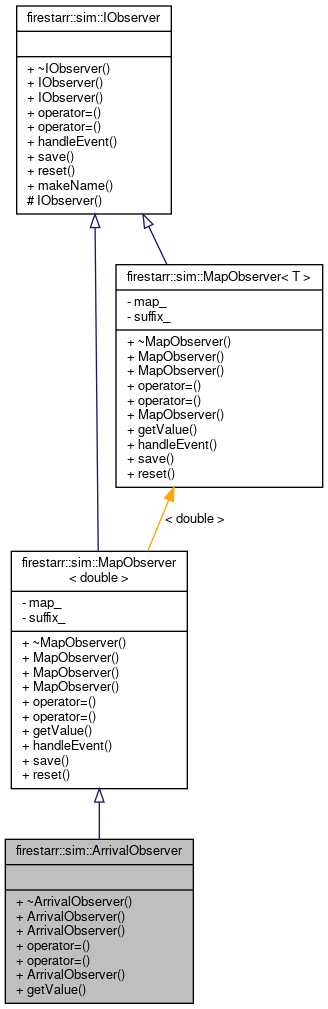 firestarr::sim::IObserver
+ ~IObserver()
+ IObserver()
+ IObserver()
+ operator=()
+ operator=()
+ handleEvent()
+ save()
+ reset()
+ makeName()
# IObserver()
firestarr::sim::MapObserver< T >
- map_
- suffix_
+ ~MapObserver()
+ MapObserver()
+ MapObserver()
+ operator=()
+ operator=()
+ MapObserver()
+ getValue()
+ handleEvent()
+ save()
+ reset()
< double >
firestarr::sim::MapObserver
< double >
- map_
- suffix_
+ ~MapObserver()
+ MapObserver()
+ MapObserver()
+ MapObserver()
+ operator=()
+ operator=()
+ getValue()
+ handleEvent()
+ save()
+ reset()
firestarr::sim::ArrivalObserver
+ ~ArrivalObserver()
+ ArrivalObserver()
+ ArrivalObserver()
+ operator=()
+ operator=()
+ ArrivalObserver()
+ getValue()